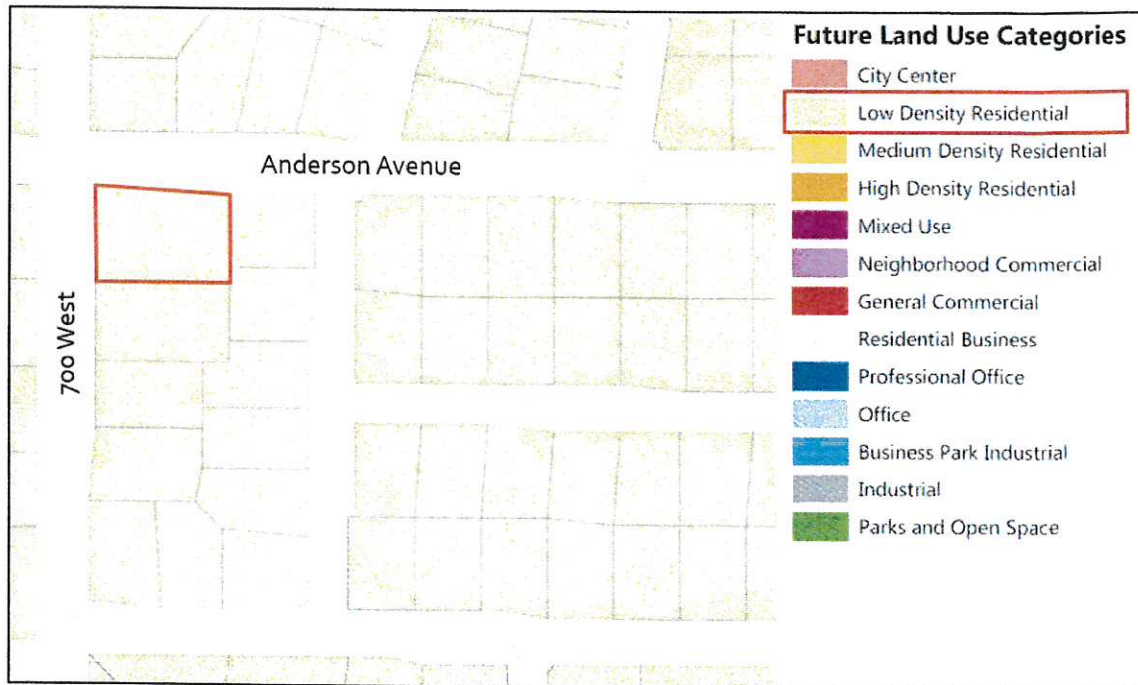 Future Land Use Categories
City Center
Low Density Residential
Medium Density Residential
High Density Residential
Mixed Use
Neighborhood Commercial
General Commercial
Residential Business
Professional Office
Office
Business Park Industrial
Industrial
Parks and Open Space
Anderson Avenue
700 West